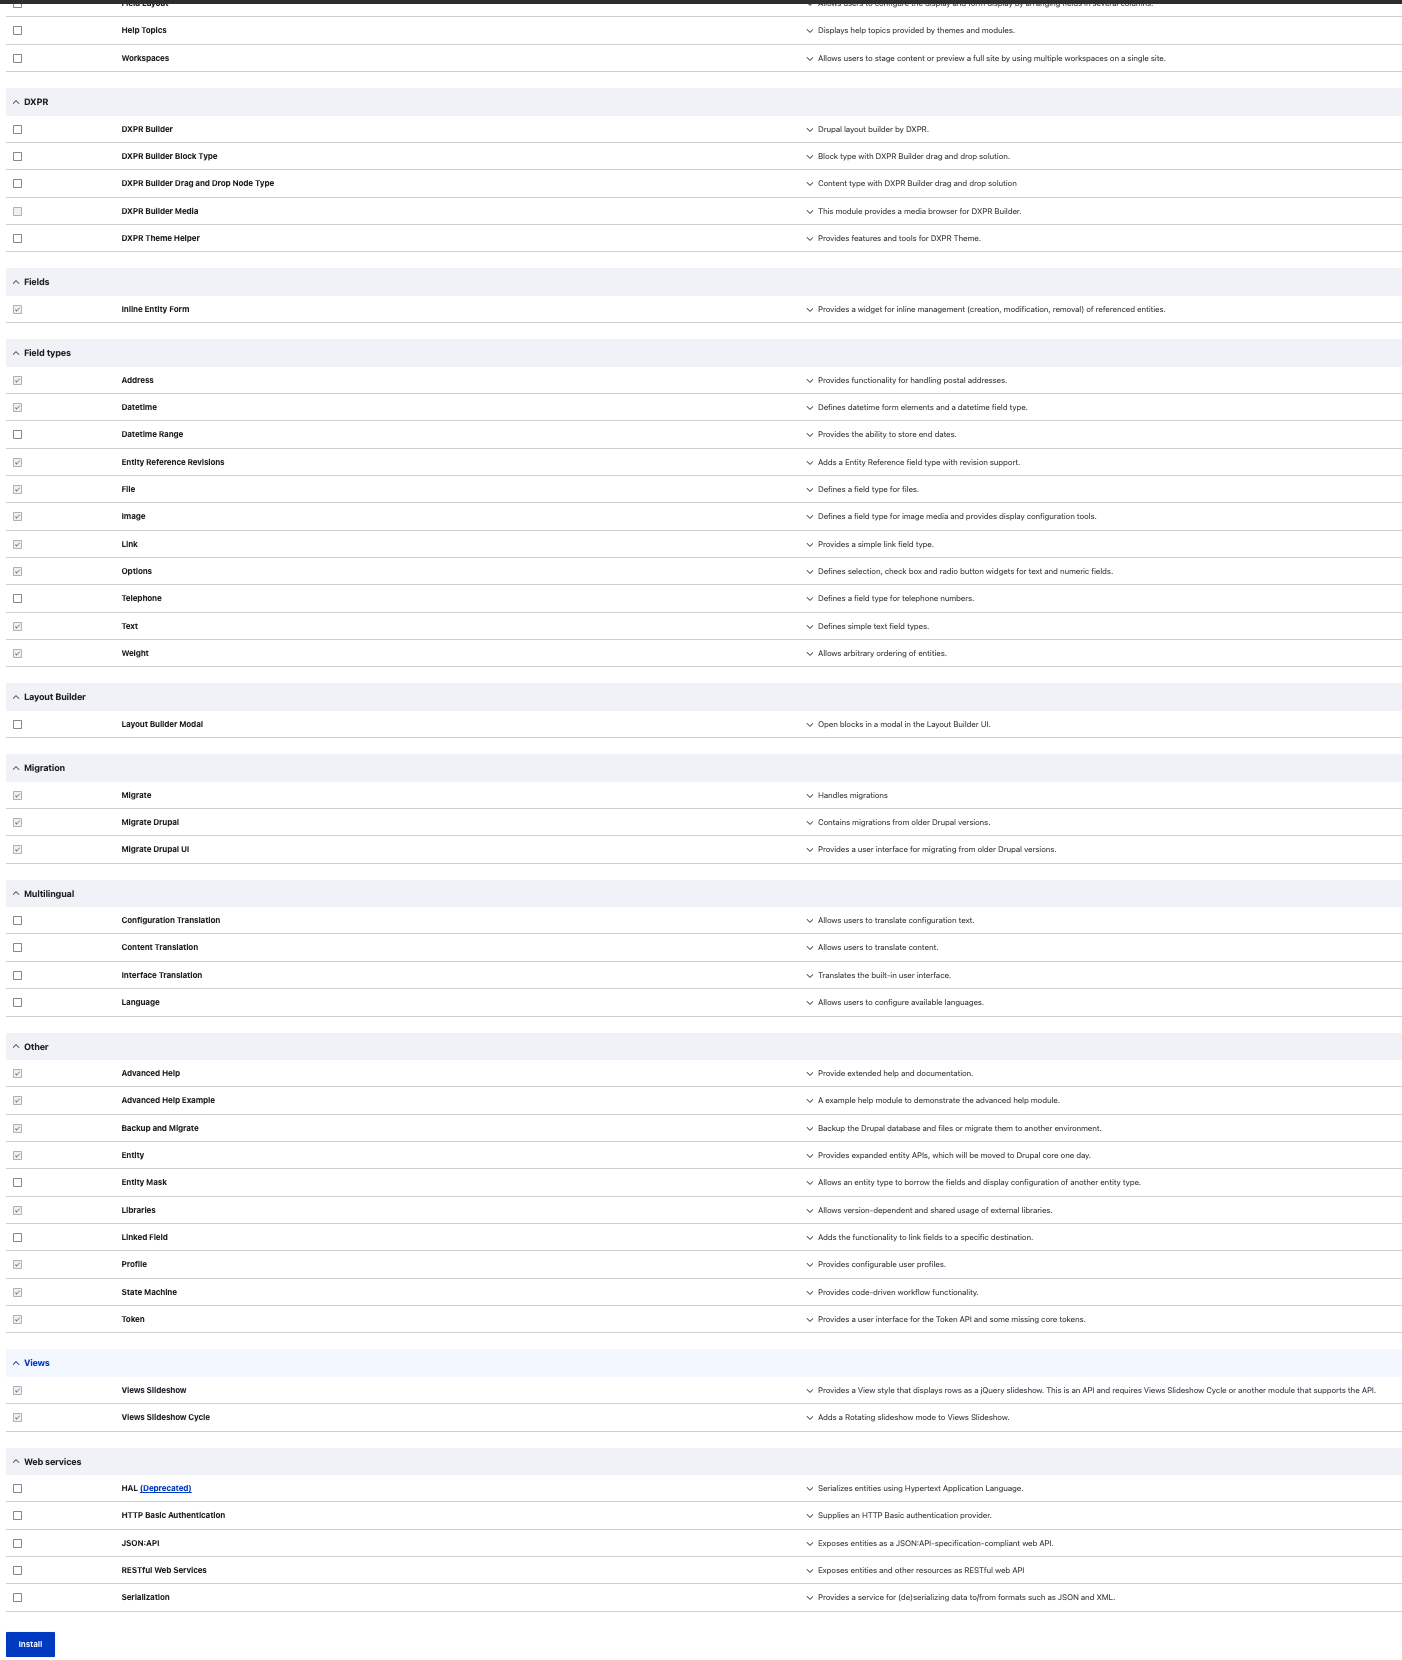 Field Layout Allows users to configure the display and form display by arranging fields in several columns.
Help Topics Displays help topics provided by themes and modules.
Workspaces Allows users to stage content or preview a full site by using multiple workspaces on a single site.
DXPR
DXPR Builder Drupal layout builder by DXPR.
DXPR Builder Block Type Block type with DXPR Builder drag and drop solution.
DXPR Builder Drag and Drop Node Type Content type with DXPR Builder drag and drop solution
DXPR Builder Media This module provides a media browser for DXPR Builder.
DXPR Theme Helper Provides features and tools for DXPR Theme.
Fields
Inline Entity Form Provides a widget for inline management (creation, modification, removal) of referenced entities.
Field types
Address Provides functionality for handling postal addresses.
Datetime Defines datetime form elements and a datetime field type.
Datetime Range Provides the ability to store end dates.
Entity Reference Revisions Adds a Entity Reference field type with revision support.
File Defines a field type for files.
Image Defines a field type for image media and provides display configuration tools.
Link Provides a simple link field type.
Options Defines selection, check box and radio button widgets for text and numeric fields.
Telephone Defines a field type for telephone numbers.
Text Defines simple text field types.
Weight Allows arbitrary ordering of entities.
Layout Builder
Layout Builder Modal Open blocks in a modal in the Layout Builder UI.
Migration
Migrate Handles migrations
Migrate Drupal Contains migrations from older Drupal versions.
Migrate Drupal UI Provides a user interface for migrating from older Drupal versions.
Multilingual
Configuration Translation Allows users to translate configuration text.
Content Translation Allows users to translate content.
Interface Translation Translates the built-in user interface.
Language Allows users to configure available languages.
Other
Advanced Help Provide extended help and documentation.
Advanced Help Example A example help module to demonstrate the advanced help module.
Backup and Migrate Backup the Drupal database and files or migrate them to another environment.
Entity Provides expanded entity APIs, which will be moved to Drupal core one day.
Entity Mask Allows an entity type to borrow the fields and display configuration of another entity type.
Libraries Allows version-dependent and shared usage of external libraries.
Linked Field Adds the functionality to link fields to a specific destination.
Profile Provides configurable user profiles.
State Machine Provides code-driven workflow functionality.
Token Provides a user interface for the Token API and some missing core tokens.
Views
Views Slideshow Provides a View style that displays rows as a jQuery slideshow. This is an API and requires Views Slideshow Cycle or another module that supports the API.
Views Slideshow Cycle Adds a Rotating slideshow mode to Views Slideshow.
Web services
HAL (Deprecated) Serializes entities using Hypertext Application Language.
HTTP Basic Authentication Supplies an HTTP Basic authentication provider.
JSON:API Exposes entities as a JSON:API-specification-compliant web API.
RESTful Web Services Exposes entities and other resources as RESTful web API
Serialization Provides a service for (de)serializing data to/from formats such as JSON and XML.
Install